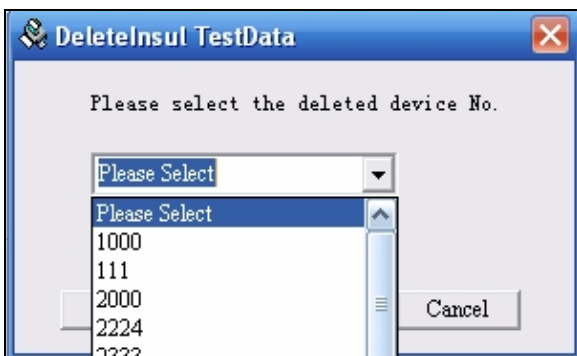 DeleteInsul TestData
Please select the deleted device No.
Please Select
Please Select
1000
111
2000
2224
Cancel